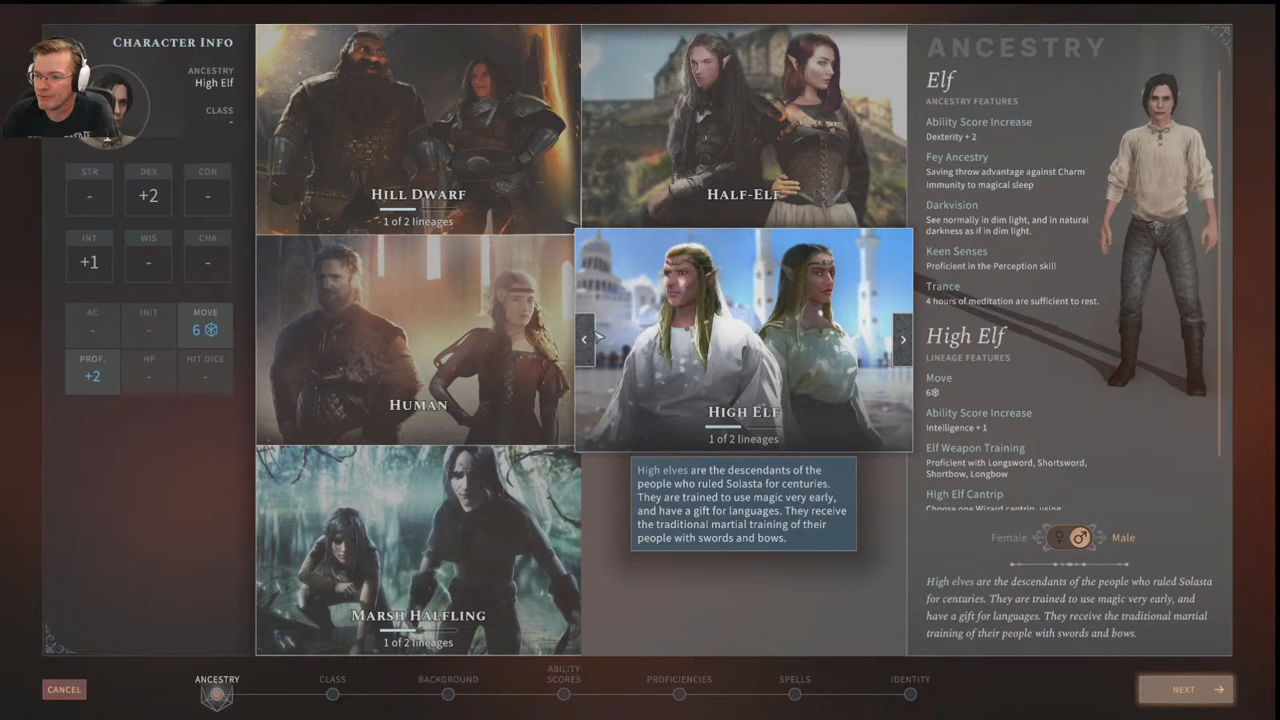 CHARACTER INFO
ANCESTRY
High Elf
CLASS
-
STR
DEX
CON
-
+2
-
INT
WIS
CHA
+1
-
-
AC
INIT
MOVE
-
-
6
PROF.
HP
HIT DICE
+2
-
-
HILL DWARF
1 of 2 lineages
HALF-ELF
HUMAN
HIGH ELF
1 of 2 lineages
High elves are the descendants of the
people who ruled Solasta for centuries.
They are trained to use magic very early,
and have a gift for languages. They receive
the traditional martial training of their
people with swords and bows.
MARSH HALFLING
1 of 2 lineages
ANCESTRY
Elf
ANCESTRY FEATURES
Ability Score Increase
Dexterity + 2
Fey Ancestry
Saving throw advantage against Charm
Immunity to magical sleep
Darkvision
See normally in dim light, and in natural
darkness as if in dim light.
Keen Senses
Proficient in the Perception skill
Trance
4 hours of meditation are sufficient to rest.
High Elf
LINEAGE FEATURES
Move
6
Ability Score Increase
Intelligence + 1
Elf Weapon Training
Proficient with Longsword, Shortsword,
Shortbow, Longbow
High Elf Cantrip
Choose one Wizard cantrip, using
Female
Male
High elves are the descendants of the people who ruled Solasta
for centuries. They are trained to use magic very early, and
have a gift for languages. They receive the traditional martial
training of their people with swords and bows.
CANCEL
ANCESTRY
CLASS
BACKGROUND
ABILITY
SCORES
PROFICIENCIES
SPELLS
IDENTITY
NEXT